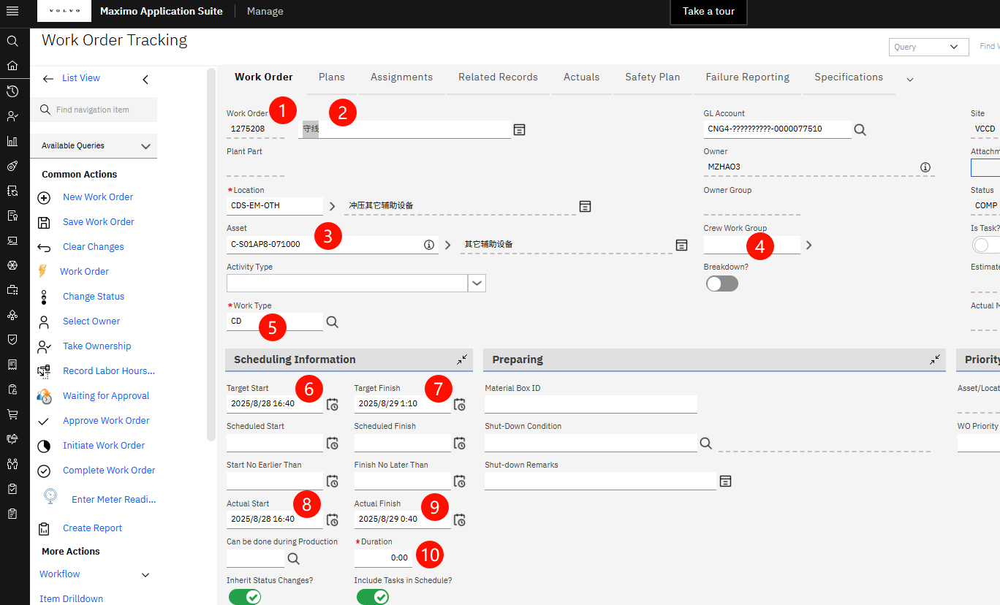 VOLVO
Maximo Application Suite
Manage
Take a tour
Work Order Tracking
Query
Find
List View
Find navigation item
Available Queries
Common Actions
New Work Order
Save Work Order
Clear Changes
Work Order
Change Status
Select Owner
Take Ownership
Record Labor Hours...
Waiting for Approval
Approve Work Order
Initiate Work Order
Complete Work Order
Enter Meter Readi...
Create Report
More Actions
Workflow
Item Drilldown
Work Order Plans Assignments Related Records Actuals Safety Plan Failure Reporting Specifications
Work Order 1 2
1275208 守线
Plant Part
*Location
CDS-EM-OTH 冲压其它辅助设备
Asset 3
C-S01AP8-071000 其它辅助设备
Activity Type
*Work Type
CD 5
GL Account
CNG4-??????????-0000077510
Owner
MZHAO3
Owner Group
Crew Work Group
4
Breakdown?
Site
VCCD
Attachm
Status
COMP
Is Task?
Estimate
Actual M
Scheduling Information
Target Start 6 Target Finish 7
2025/8/28 16:40 2025/8/29 1:10
Scheduled Start Scheduled Finish
Start No Earlier Than Finish No Later Than
Actual Start 8 Actual Finish 9
2025/8/28 16:40 2025/8/29 0:40
Can be done during Production *Duration
0:00 10
Inherit Status Changes? Include Tasks in Schedule?
Preparing
Material Box ID
Shut-Down Condition
Shut-down Remarks
Priority
Asset/Locat
WO Priority